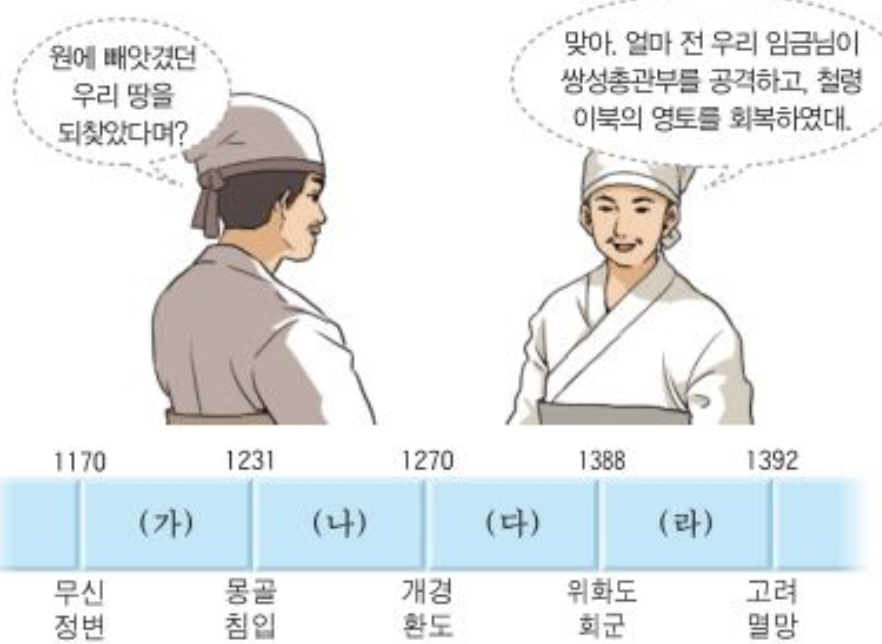 원에 빼앗겼던
우리 땅을
되찾았다며?
맞아. 얼마 전 우리 임금님이
쌍성총관부를 공격하고, 철령
이북의 영토를 회복하였대.
1170 1231 1270 1388 1392
(가) (나) (다) (라)
무신 몽골 개경 위화도 고려
정변 침입 환도 회군 멸망